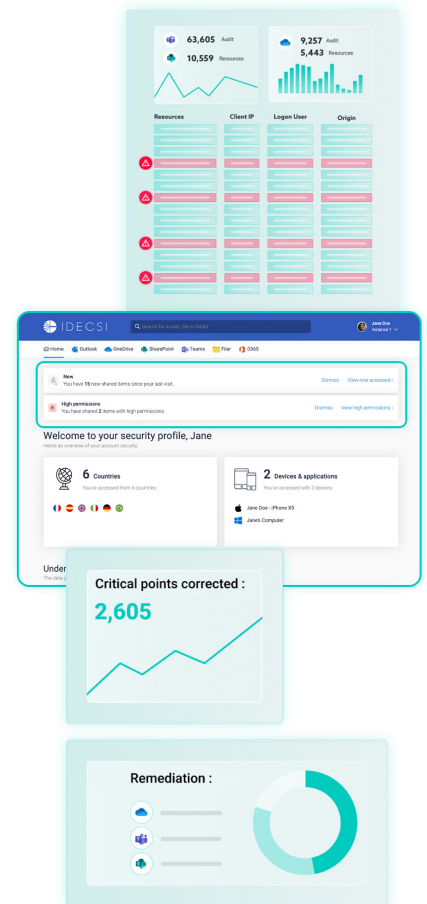 63,605 Audit
10,559 Resources
9,257 Audit
5,443 Resources
Resources Client IP Logon User Origin
IDECSI
Search for a user, file or folder
Jane Doe
Instance 1
Home Outlook OneDrive SharePoint Teams Filer O365
New
You have 15 new shared items since your last visit.
Dismiss View now accessed ›
6
High permissions
You have shared 2 items with high permissions
Dismiss View high permissions ›
Welcome to your security profile, Jane
Here's an overview of your account security.
6 Countries
You've accessed from 6 countries.
2 Devices & applications
You've accessed with 2 devices.
Jane Doe - iPhone XS
Jane's Computer
Under
The data
Critical points corrected :
2,605
Remediation :